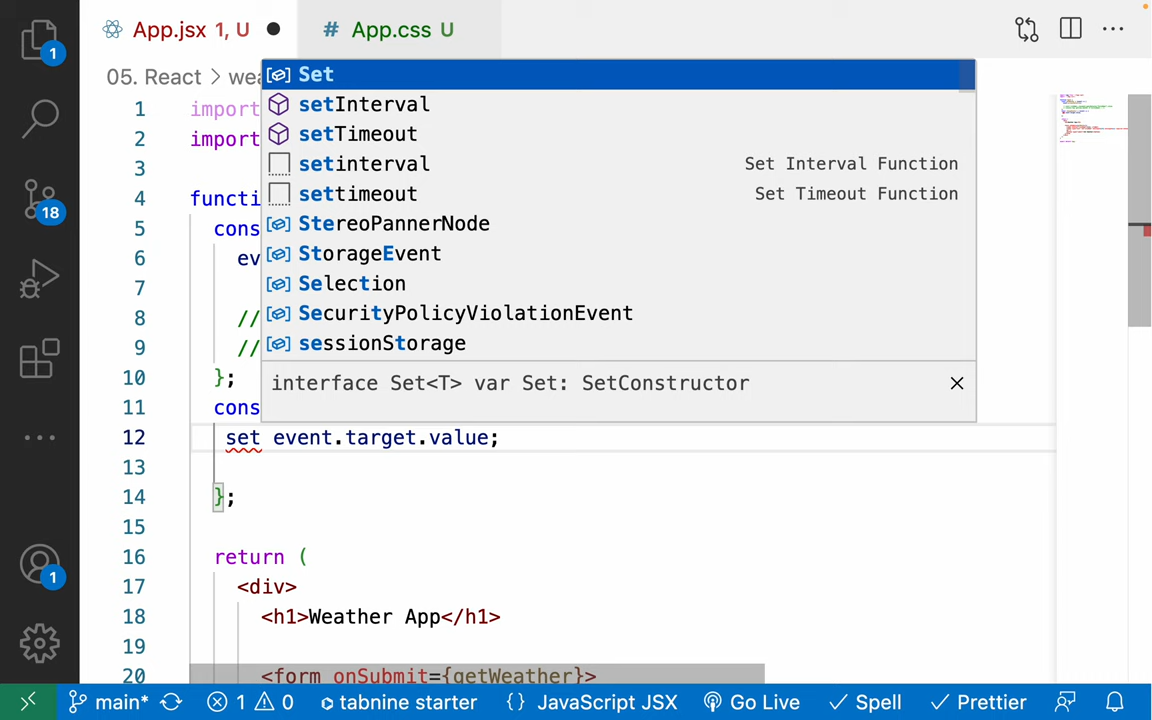 1
App.jsx 1, U
# App.css U
05. React > wea
Set
setInterval
setTimeout
setinterval Set Interval Function
settimeout Set Timeout Function
StereoPannerNode
StorageEvent
Selection
SecurityPolicyViolationEvent
sessionStorage
interface Set<T> var Set: SetConstructor
18
1
1 import
2 import
3
4 functi
5 cons
6 ev
7
8 //
9 //
10 };
11 cons
12 set event.target.value;
13
14 };
15
16 return (
17 <div>
18 <h1>Weather App</h1>
19
20 <form onSubmit={getWeather}>
main* 1 0 tabnine starter {} JavaScript JSX Go Live Spell Prettier